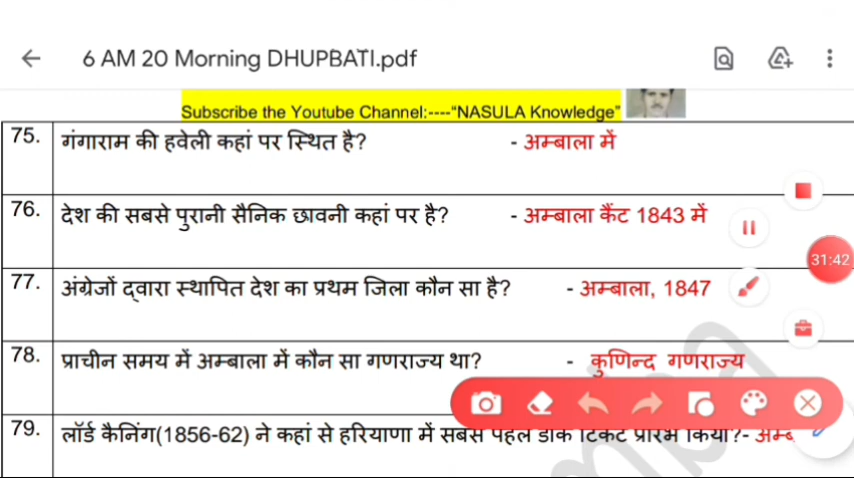 6 AM 20 Morning DHUPBATI.pdf
Subscribe the Youtube Channel:----“NASULA Knowledge”
75. गंगाराम की हवेली कहां पर स्थित है? - अम्बाला में
76. देश की सबसे पुरानी सैनिक छावनी कहां पर है? - अम्बाला कैंट 1843 में
31:42
77. अंग्रेजों द्वारा स्थापित देश का प्रथम जिला कौन सा है? - अम्बाला, 1847
78. प्राचीन समय में अम्बाला में कौन सा गणराज्य था? - कुणिन्द गणराज्य
79. लॉर्ड कैनिंग(1856-62) ने कहां से हरियाणा में सबसे पहले डाक टिकट प्रारंभ किया?-